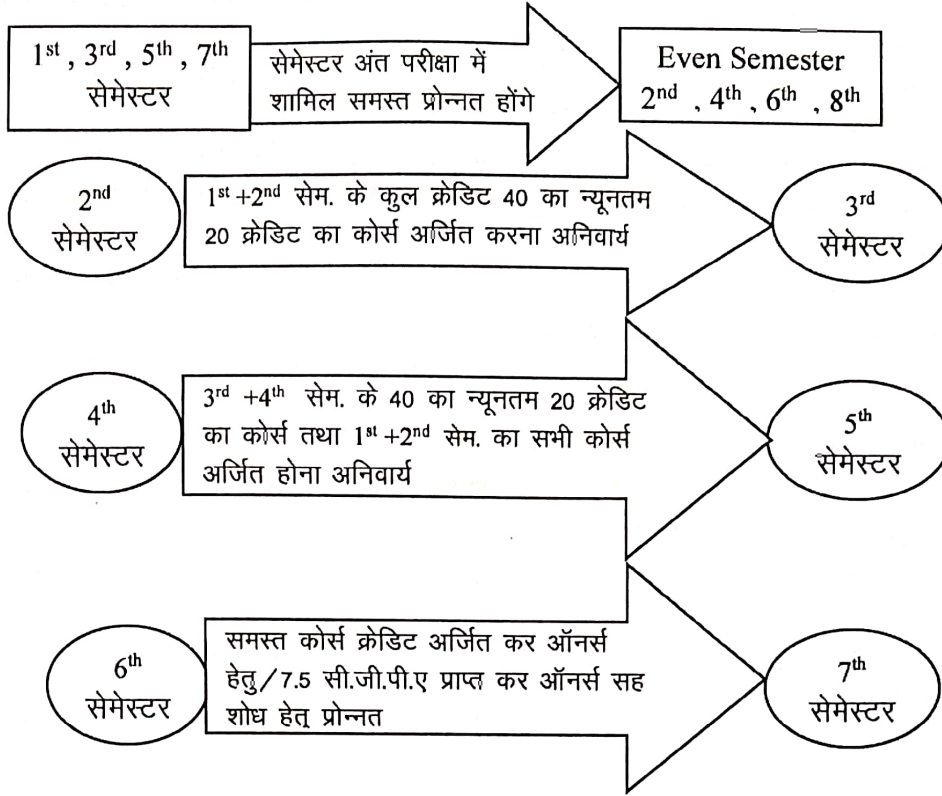 1st , 3rd , 5th , 7th
सेमेस्टर
सेमेस्टर अंत परीक्षा में
शामिल समस्त प्रोन्नत होंगे
Even Semester
2nd , 4th , 6th , 8th
2nd
सेमेस्टर
1st +2nd सेम. के कुल क्रेडिट 40 का न्यूनतम
20 क्रेडिट का कोर्स अर्जित करना अनिवार्य
3rd
सेमेस्टर
4th
सेमेस्टर
3rd +4th सेम. के 40 का न्यूनतम 20 क्रेडिट
का कोर्स तथा 1st +2nd सेम. का सभी कोर्स
अर्जित होना अनिवार्य
5th
सेमेस्टर
6th
सेमेस्टर
समस्त कोर्स क्रेडिट अर्जित कर ऑनर्स
हेतु/7.5 सी.जी.पी.ए प्राप्त कर ऑनर्स सह
शोध हेतु प्रोन्नत
7th
सेमेस्टर